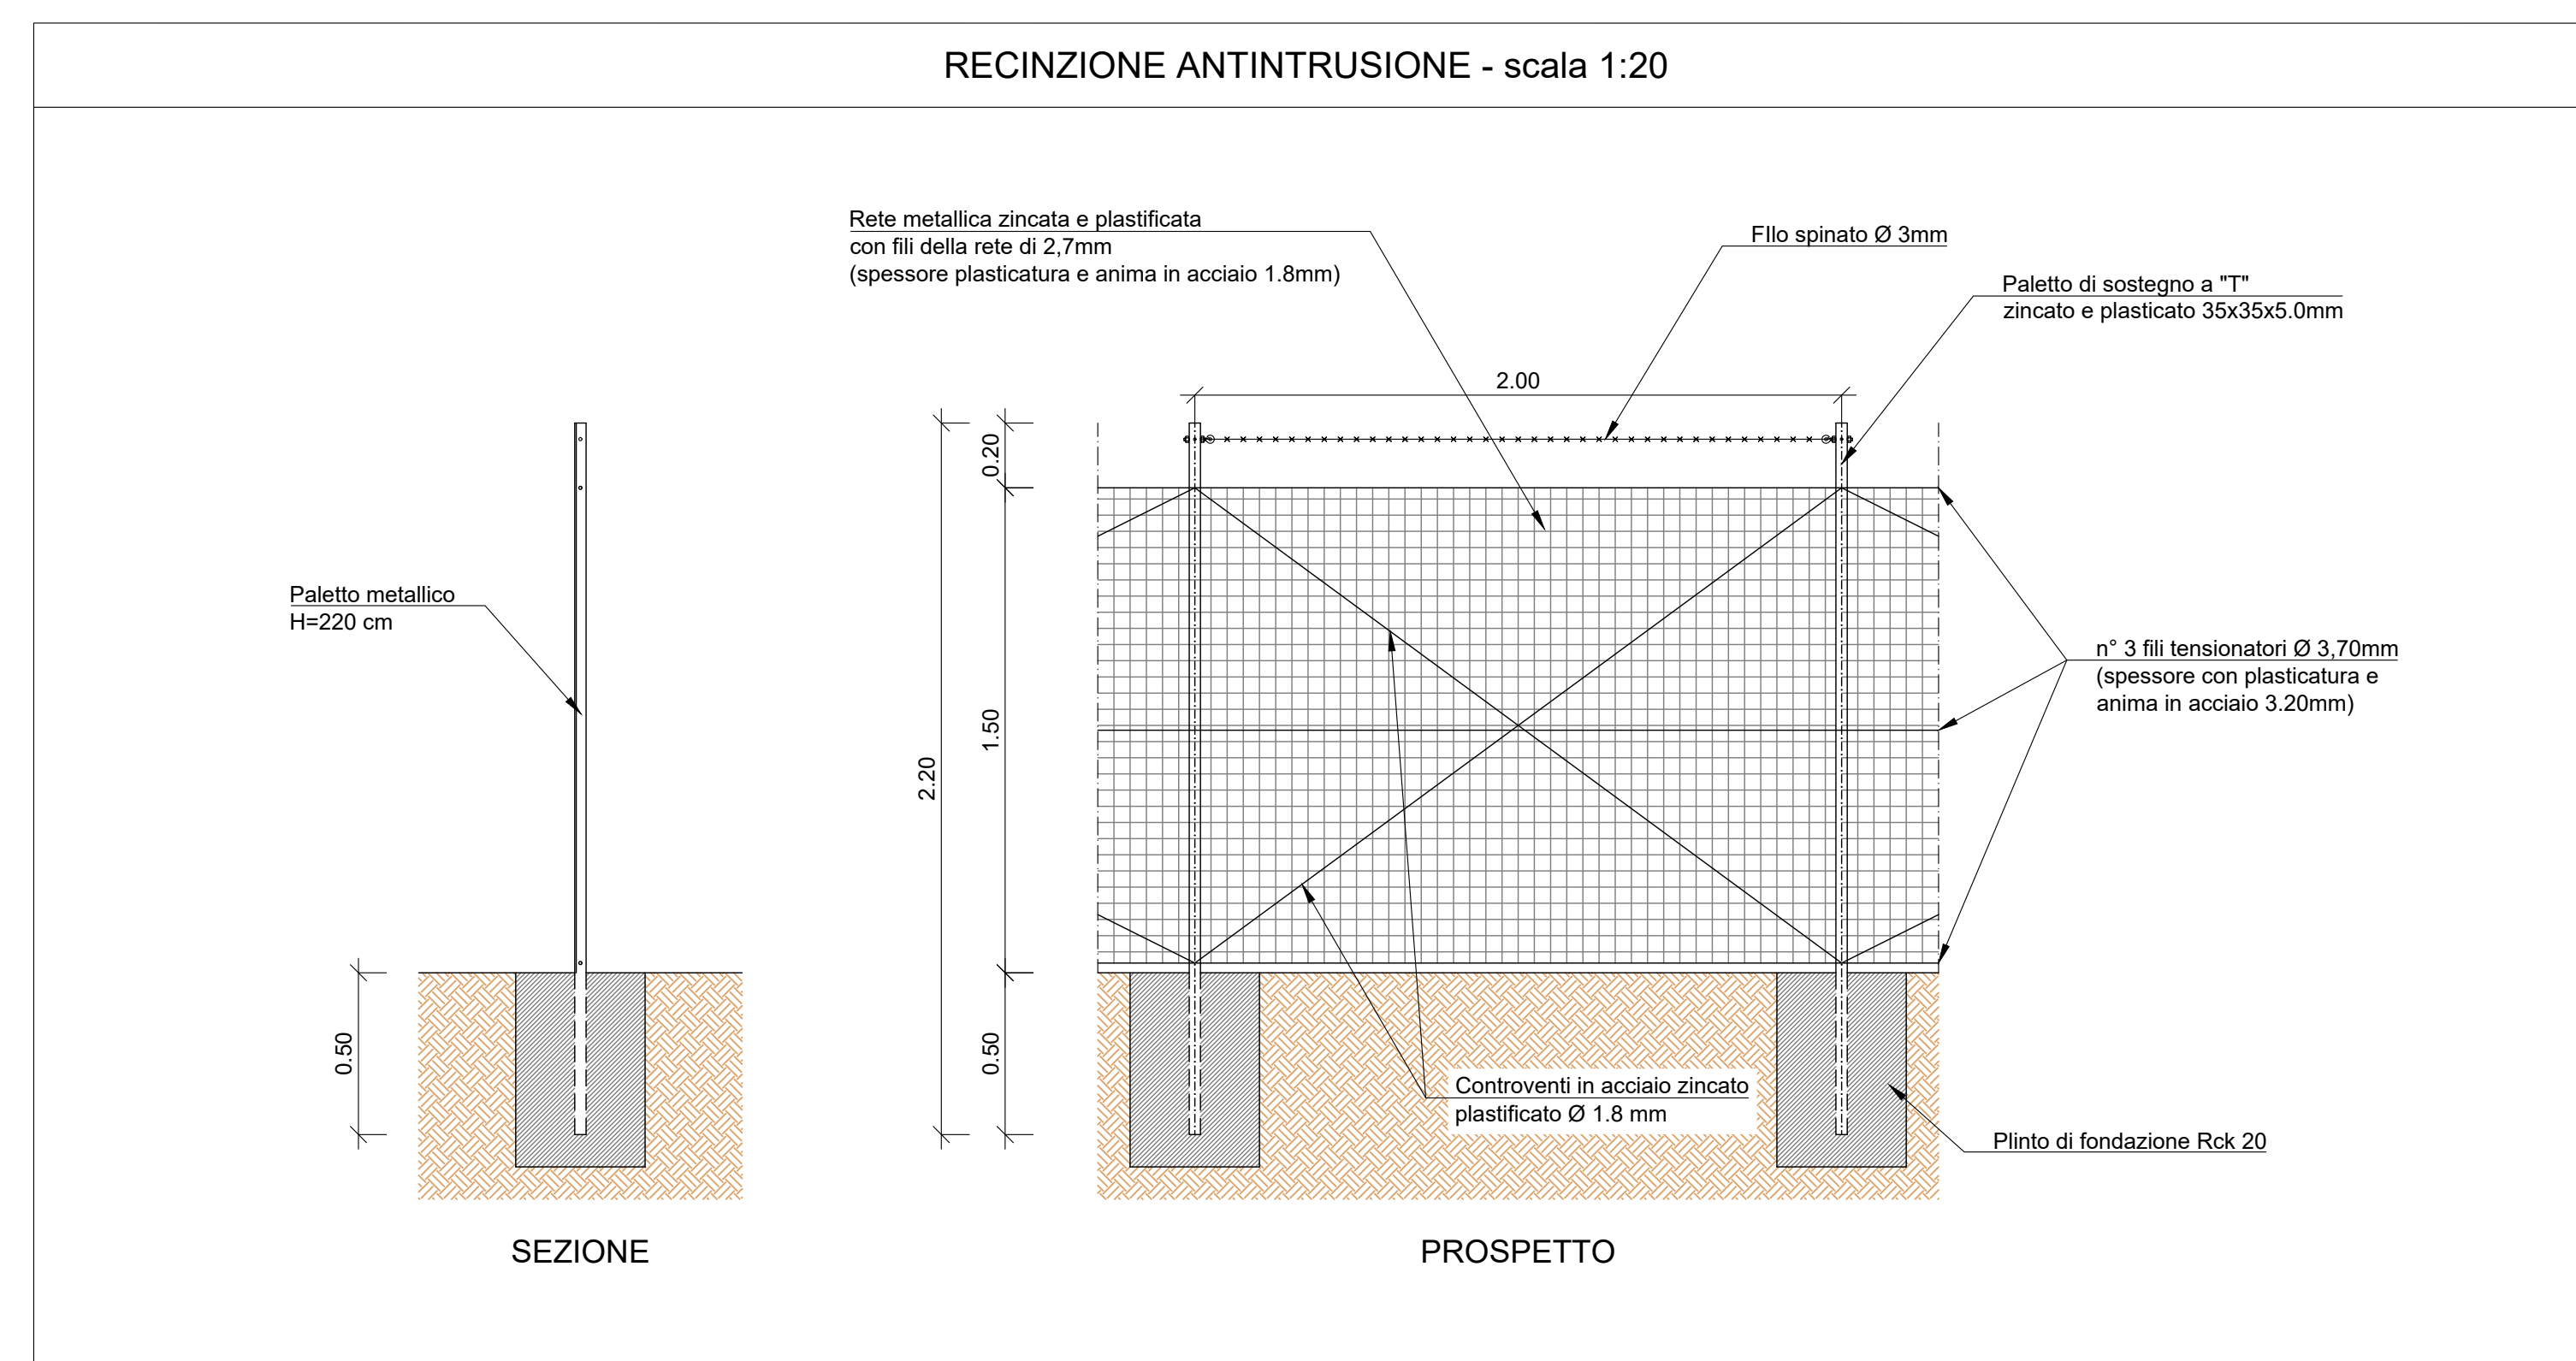 RECINZIONE ANTINTRUSIONE - scala 1:20
Rete metallica zincata e plastificata
con fili della rete di 2,7mm
(spessore plasticatura e anima in acciaio 1.8mm)
FIlo spinato Ø 3mm
Paletto di sostegno a "T"
zincato e plasticato 35x35x5.0mm
2.00
0.20
Paletto metallico
H=220 cm
n° 3 fili tensionatori Ø 3,70mm
(spessore con plasticatura e
anima in acciaio 3.20mm)
1.50
2.20
0.50
0.50
Controventi in acciaio zincato
plastificato Ø 1.8 mm
Plinto di fondazione Rck 20
SEZIONE
PROSPETTO